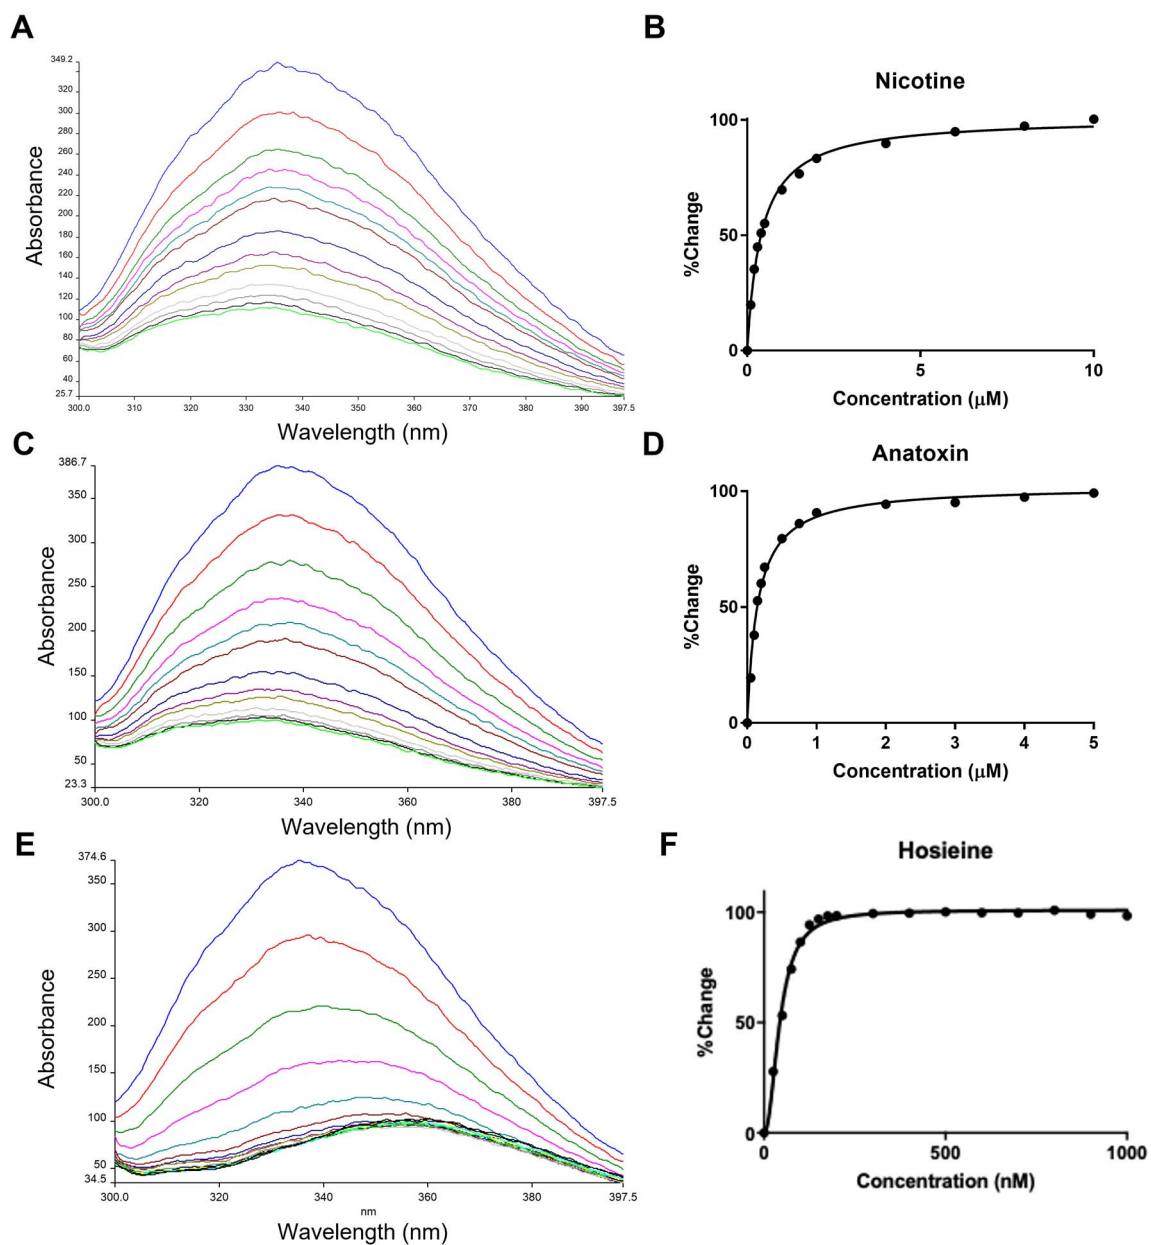 A
349.2
320
300
280
260
240
220
200
180
160
140
120
100
80
60
40
25.7
300.0 310 320 330 340 350 360 370 380 390 397.5
Absorbance
Wavelength (nm)
B
Nicotine
100
50
0
0 5 10
%Change
Concentration (μM)
C
386.7
350
300
250
200
150
100
50
23.3
300.0 320 340 360 380 397.5
Absorbance
Wavelength (nm)
D
Anatoxin
100
50
0
0 1 2 3 4 5
%Change
Concentration (μM)
E
374.6
350
300
250
200
150
100
50
34.5
300.0 320 340 360 380 397.5
nm
Absorbance
Wavelength (nm)
F
Hosieine
100
50
0
0 500 1000
%Change
Concentration (nM)